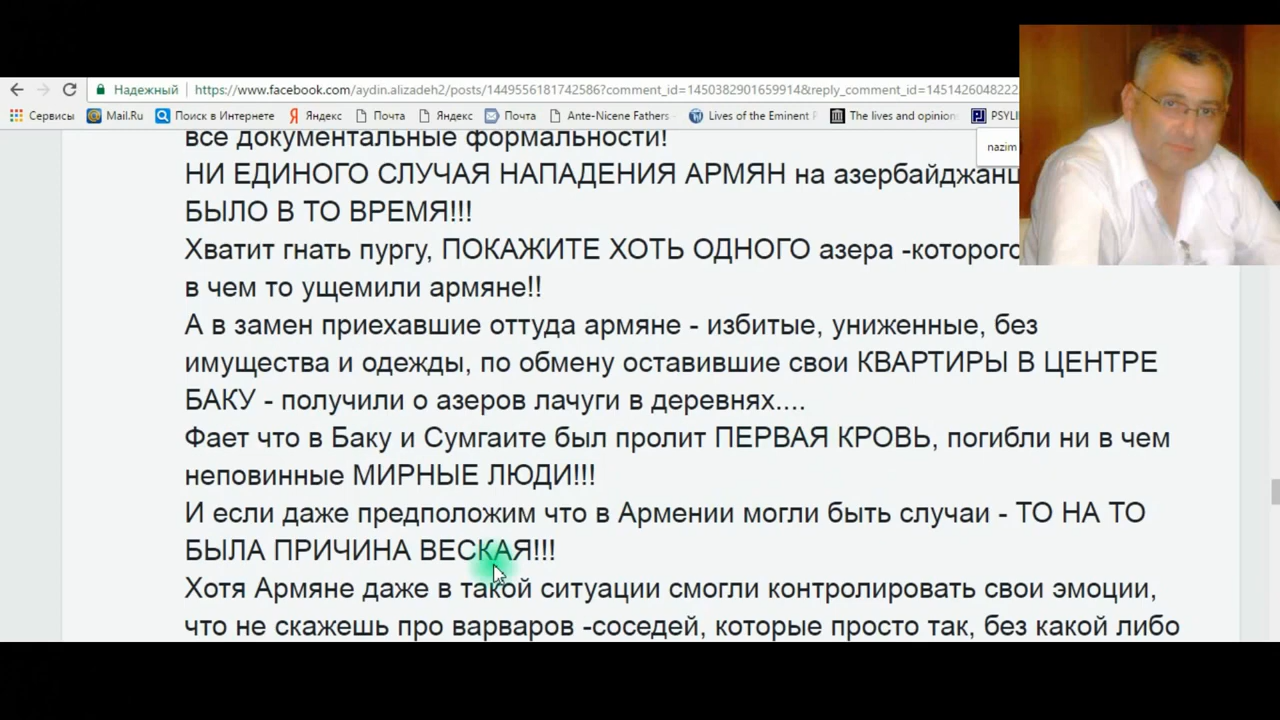 Надежный https://www.facebook.com/aydin.alizadeh2/posts/1449556181742586?comment_id=1450382901659914&reply_comment_id=1451426048222
Сервисы Mail.Ru Поиск в Интернете Яндекс Почта Яндекс Почта Ante-Nicene Fathers - Lives of the Eminent The lives and opinion PSYLI
все документальные формальности!
nazim
НИ ЕДИНОГО СЛУЧАЯ НАПАДЕНИЯ АРМЯН на азербайджанц
БЫЛО В ТО ВРЕМЯ!!!
Хватит гнать пургу, ПОКАЖИТЕ ХОТЬ ОДНОГО азера -которого
в чем то ущемили армяне!!
А в замен приехавшие оттуда армяне - избитые, униженные, без
имущества и одежды, по обмену оставившие свои КВАРТИРЫ В ЦЕНТРЕ
БАКУ - получили о азеров лачуги в деревнях....
Фает что в Баку и Сумгаите был пролит ПЕРВАЯ КРОВЬ, погибли ни в чем
неповинные МИРНЫЕ ЛЮДИ!!!
И если даже предположим что в Армении могли быть случаи - ТО НА ТО
БЫЛА ПРИЧИНА ВЕСКАЯ!!!
Хотя Армяне даже в такой ситуации смогли контролировать свои эмоции,
что не скажешь про варваров -соседей, которые просто так, без какой либо